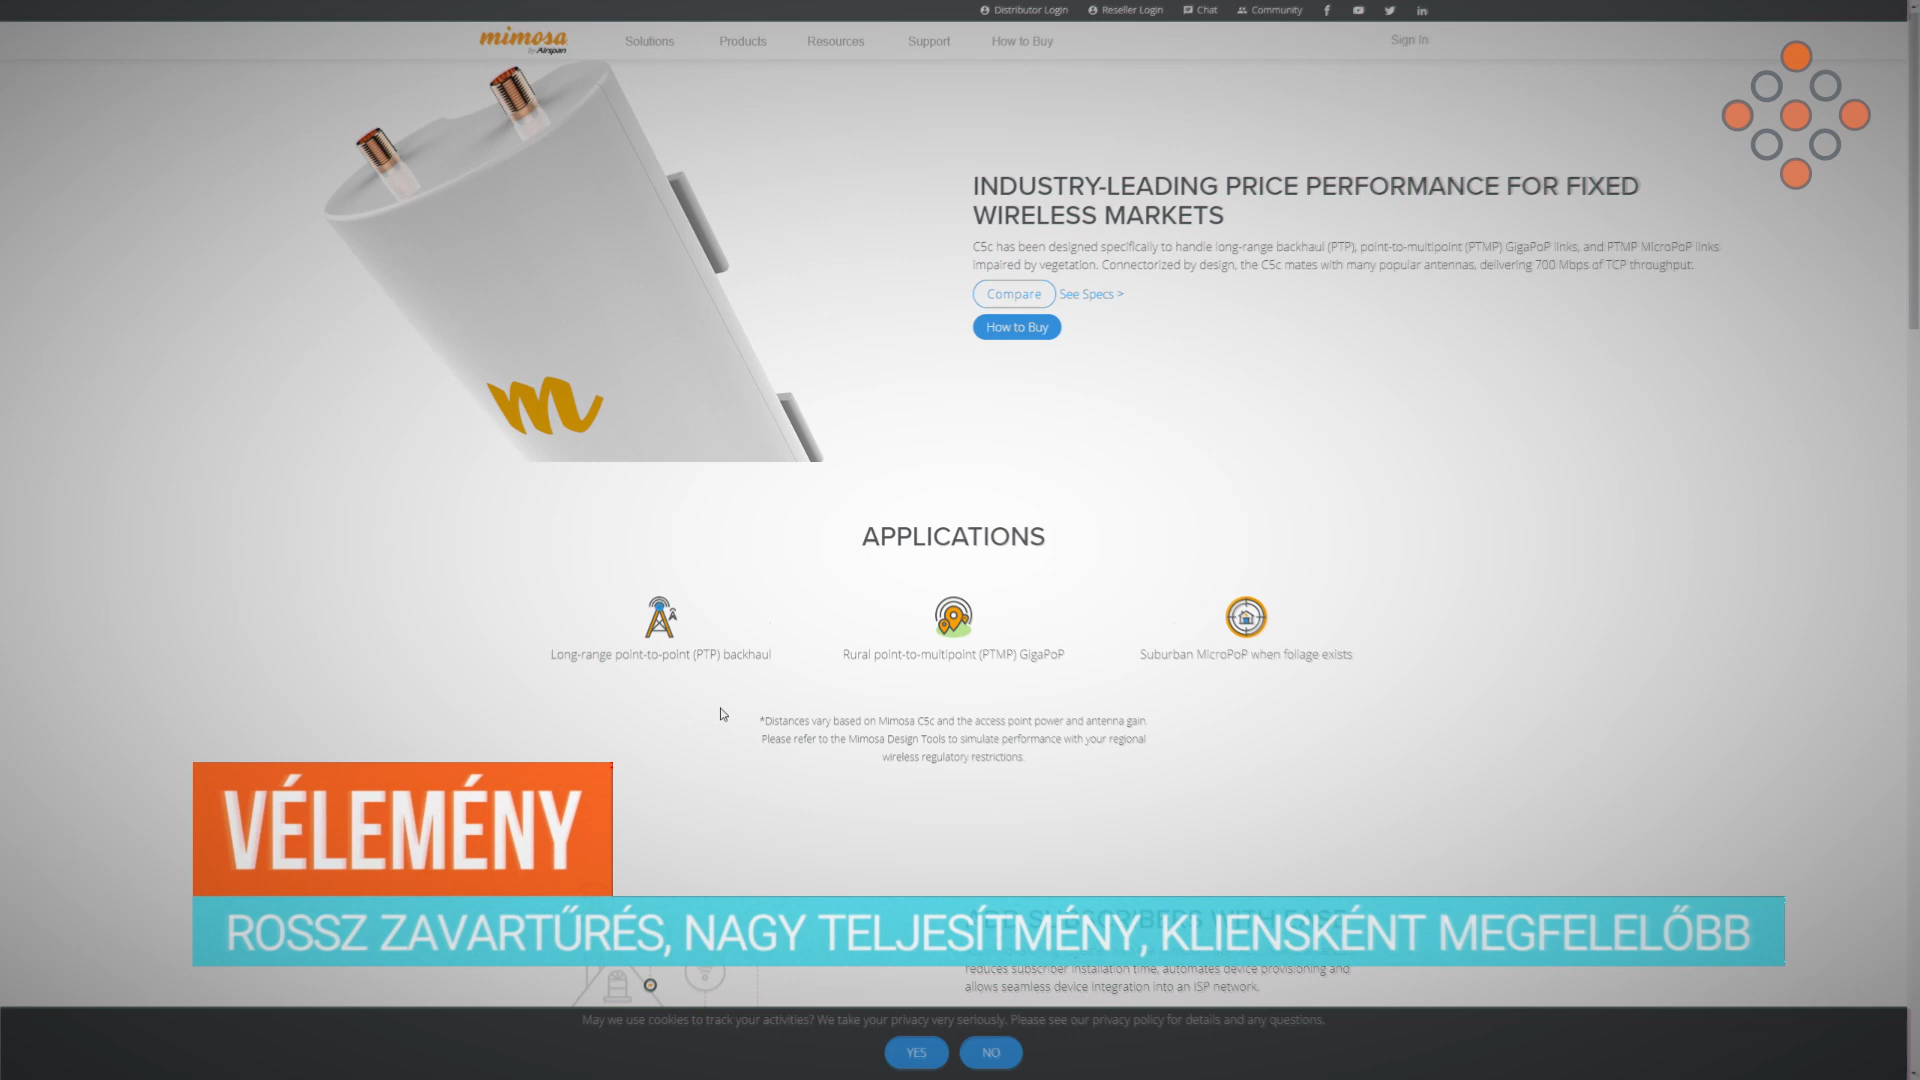 Distributor Login Reseller Login Chat Community
mimosa
by Airspan
Solutions Products Resources Support How to Buy Sign In
INDUSTRY-LEADING PRICE PERFORMANCE FOR FIXED
WIRELESS MARKETS
C5c has been designed specifically to handle long-range backhaul (PTP), point-to-multipoint (PTMP) GigaPoP links, and PTMP MicroPoP links
impaired by vegetation. Connectorized by design, the C5c mates with many popular antennas, delivering 700 Mbps of TCP throughput.
Compare See Specs >
How to Buy
APPLICATIONS
Long-range point-to-point (PTP) backhaul Rural point-to-multipoint (PTMP) GigaPoP Suburban MicroPoP when foliage exists
*Distances vary based on Mimosa C5c and the access point power and antenna gain.
Please refer to the Mimosa Design Tools to simulate performance with your regional
wireless regulatory restrictions.
VÉLEMÉNY
ADD SUBSCRIBERS WITH EASE
ROSSZ ZAVARTŰRÉS, NAGY TELJESÍTMÉNY, KLIENSKÉNT MEGFELELŐBB
reduces subscriber installation time, automates device provisioning and
allows seamless device integration into an ISP network.
May we use cookies to track your activities? We take your privacy very seriously. Please see our privacy policy for details and any questions.
YES NO